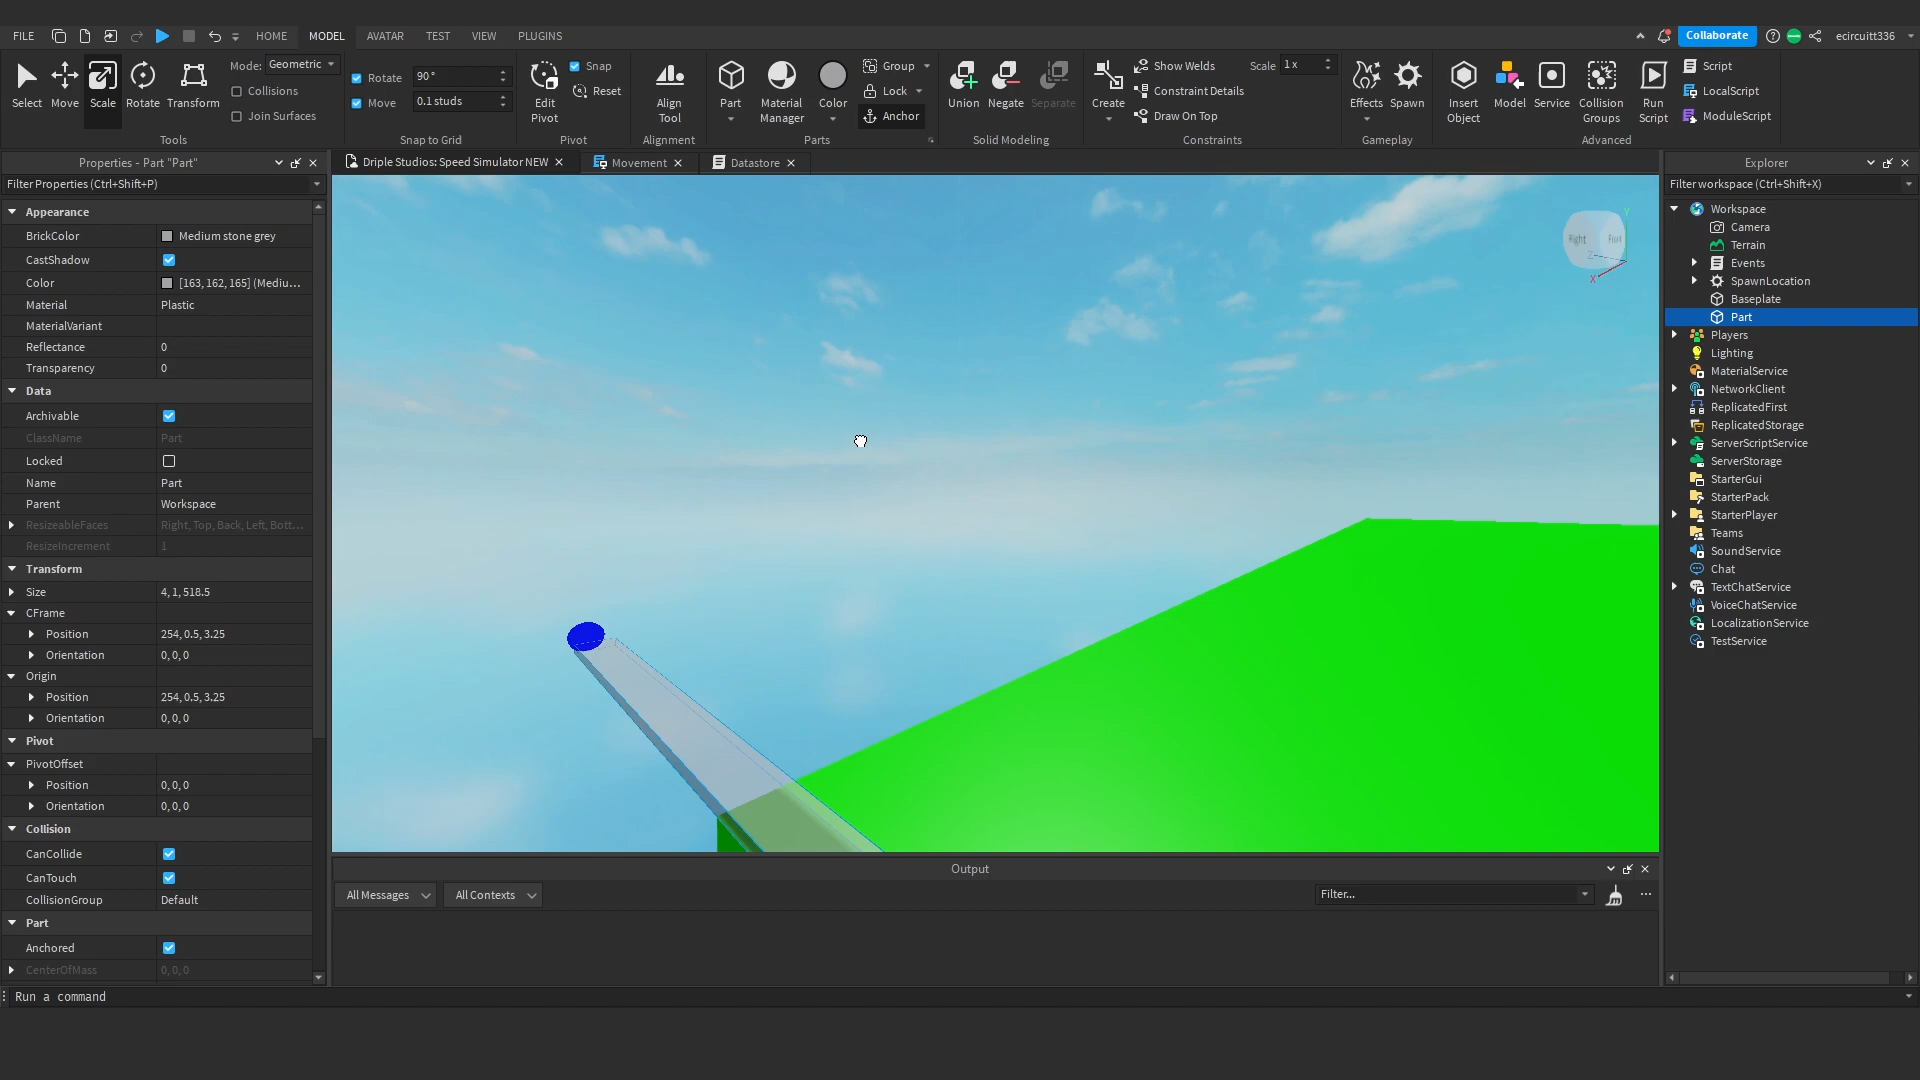 FILE HOME MODEL AVATAR TEST VIEW PLUGINS Collaborate ecircuitt336
Select Move Scale Rotate Transform
Mode: Geometric
Collisions
Join Surfaces
Tools
Rotate 90°
Move 0.1 studs
Snap to Grid
Edit
Pivot
Snap
Reset
Pivot
Align
Tool
Alignment
Part Material
Manager
Color
Group
Lock
Anchor
Parts
Union Negate Separate
Solid Modeling
Create
Show Welds
Constraint Details
Draw On Top
Scale 1 x
Constraints
Effects Spawn
Gameplay
Insert
Object
Model Service Collision
Groups
Run
Script
Script
LocalScript
ModuleScript
Advanced
Properties - Part "Part"
Filter Properties (Ctrl+Shift+P)
Appearance
BrickColor Medium stone grey
CastShadow
Color [163, 162, 165] (Mediu...
Material Plastic
MaterialVariant
Reflectance 0
Transparency 0
Data
Archivable
ClassName Part
Locked
Name Part
Parent Workspace
ResizeableFaces Right, Top, Back, Left, Bott...
ResizeIncrement 1
Transform
Size 4, 1, 518.5
CFrame
Position 254, 0.5, 3.25
Orientation 0, 0, 0
Origin
Position 254, 0.5, 3.25
Orientation 0, 0, 0
Pivot
PivotOffset
Position 0, 0, 0
Orientation 0, 0, 0
Collision
CanCollide
CanTouch
CollisionGroup Default
Part
Anchored
CenterOfMass 0, 0, 0
Driple Studios: Speed Simulator NEW Movement Datastore
Y
Right
Z
X
Output
All Messages All Contexts Filter...
Explorer
Filter workspace (Ctrl+Shift+X)
Workspace
Camera
Terrain
Events
SpawnLocation
Baseplate
Part
Players
Lighting
MaterialService
NetworkClient
ReplicatedFirst
ReplicatedStorage
ServerScriptService
ServerStorage
StarterGui
StarterPack
StarterPlayer
Teams
SoundService
Chat
TextChatService
VoiceChatService
LocalizationService
TestService
Run a command